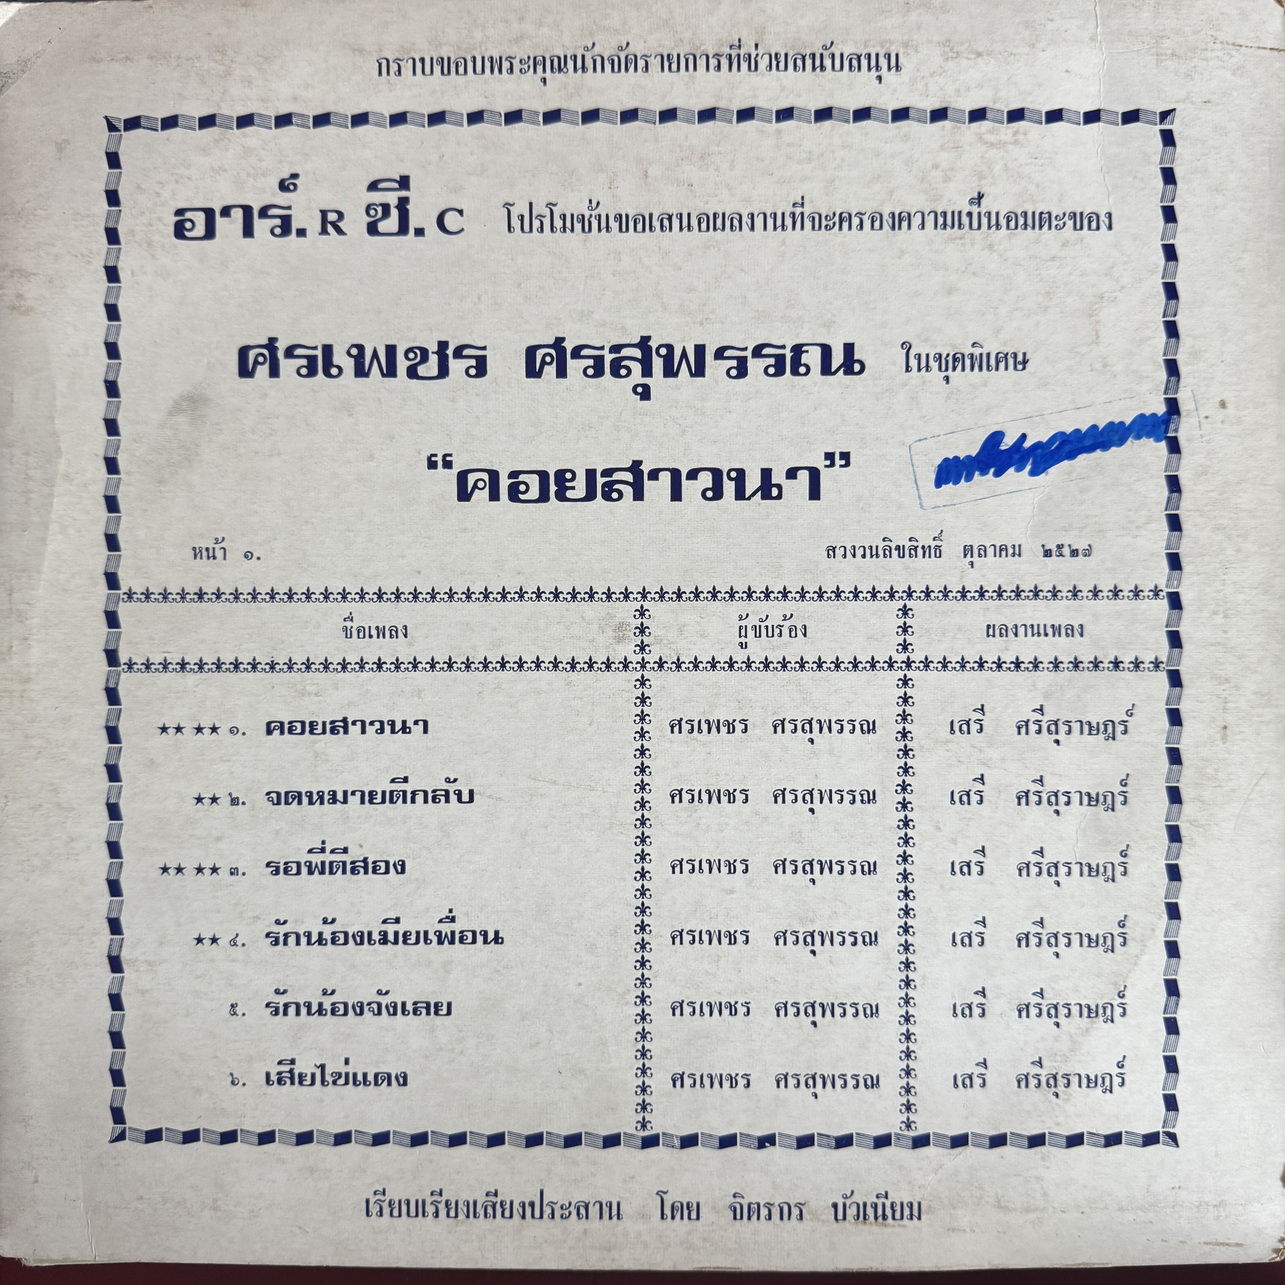 กราบขอบพระคุณนักจัดรายการที่ช่วยสนับสนุน
อาร์.R ซี.C โปรโมชั่นขอเสนอผลงานที่จะครองความเป็นอมตะของ
ศรเพชร ศรสุพรรณ ในชุดพิเศษ
“คอยสาวนา”
หน้า ๑. สวงวนลิขสิทธิ์ ตุลาคม ๒๕๒๗
ชื่อเพลง ผู้ขับร้อง ผลงานเพลง
★★ ★★ ๑. คอยสาวนา ศรเพชร ศรสุพรรณ เสรี ศรีสุราษฎร์
★★ ๒. จดหมายตีกลับ ศรเพชร ศรสุพรรณ เสรี ศรีสุราษฎร์
★★ ★★ ๓. รอพี่ตีสอง ศรเพชร ศรสุพรรณ เสรี ศรีสุราษฎร์
★★ ๔. รักน้องเมียเพื่อน ศรเพชร ศรสุพรรณ เสรี ศรีสุราษฎร์
๕. รักน้องจังเลย ศรเพชร ศรสุพรรณ เสรี ศรีสุราษฎร์
๖. เสียไข่แดง ศรเพชร ศรสุพรรณ เสรี ศรีสุราษฎร์
เรียบเรียงเสียงประสาน โดย จิตรกร บัวเนียม